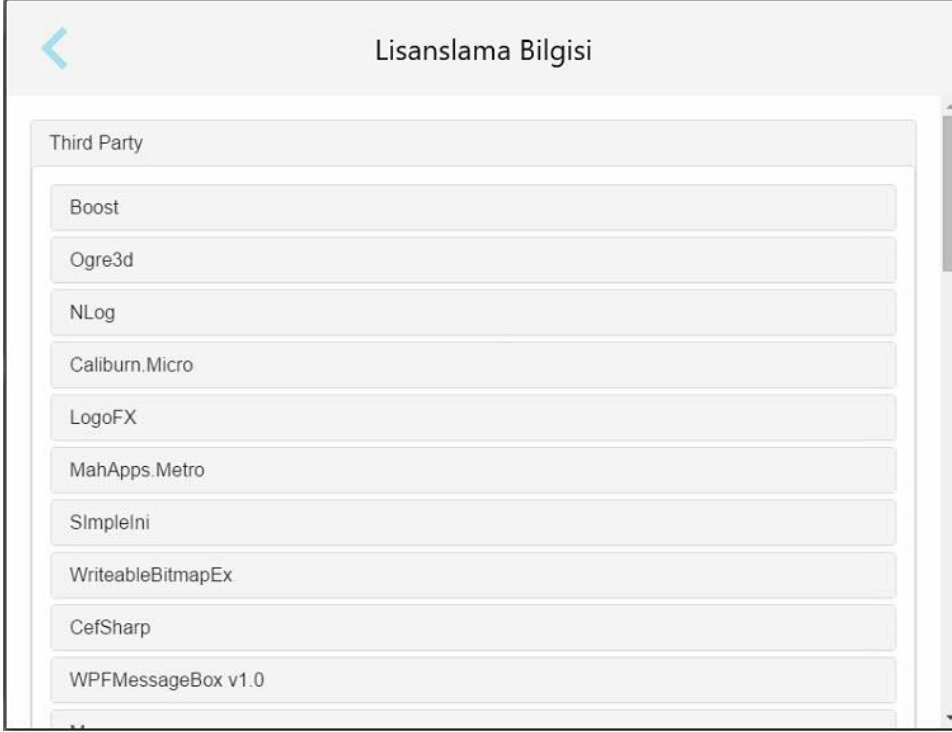 Lisanslama Bilgisi
Third Party
Boost
Ogre3d
NLog
Caliburn.Micro
LogoFX
MahApps.Metro
SImpleIni
WriteableBitmapEx
CefSharp
WPFMessageBox v1.0